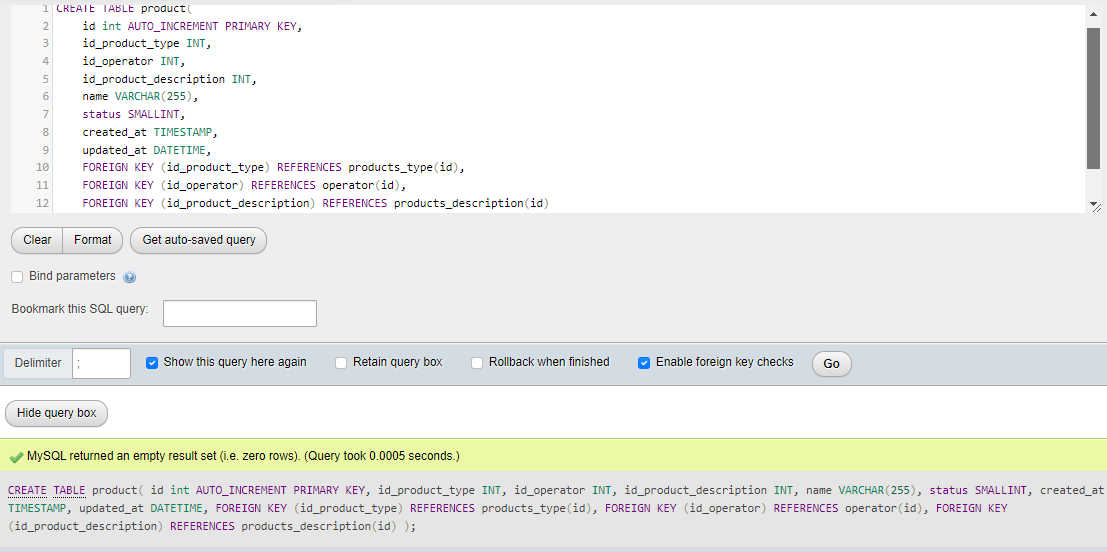 1 CREATE TABLE product(
2 id int AUTO_INCREMENT PRIMARY KEY,
3 id_product_type INT,
4 id_operator INT,
5 id_product_description INT,
6 name VARCHAR(255),
7 status SMALLINT,
8 created_at TIMESTAMP,
9 updated_at DATETIME,
10 FOREIGN KEY (id_product_type) REFERENCES products_type(id),
11 FOREIGN KEY (id_operator) REFERENCES operator(id),
12 FOREIGN KEY (id_product_description) REFERENCES products_description(id)
Clear Format Get auto-saved query
Bind parameters
Bookmark this SQL query:
Delimiter ; Show this query here again Retain query box Rollback when finished Enable foreign key checks Go
Hide query box
MySQL returned an empty result set (i.e. zero rows). (Query took 0.0005 seconds.)
CREATE TABLE product( id int AUTO_INCREMENT PRIMARY KEY, id_product_type INT, id_operator INT, id_product_description INT, name VARCHAR(255), status SMALLINT, created_at
TIMESTAMP, updated_at DATETIME, FOREIGN KEY (id_product_type) REFERENCES products_type(id), FOREIGN KEY (id_operator) REFERENCES operator(id), FOREIGN KEY
(id_product_description) REFERENCES products_description(id) );